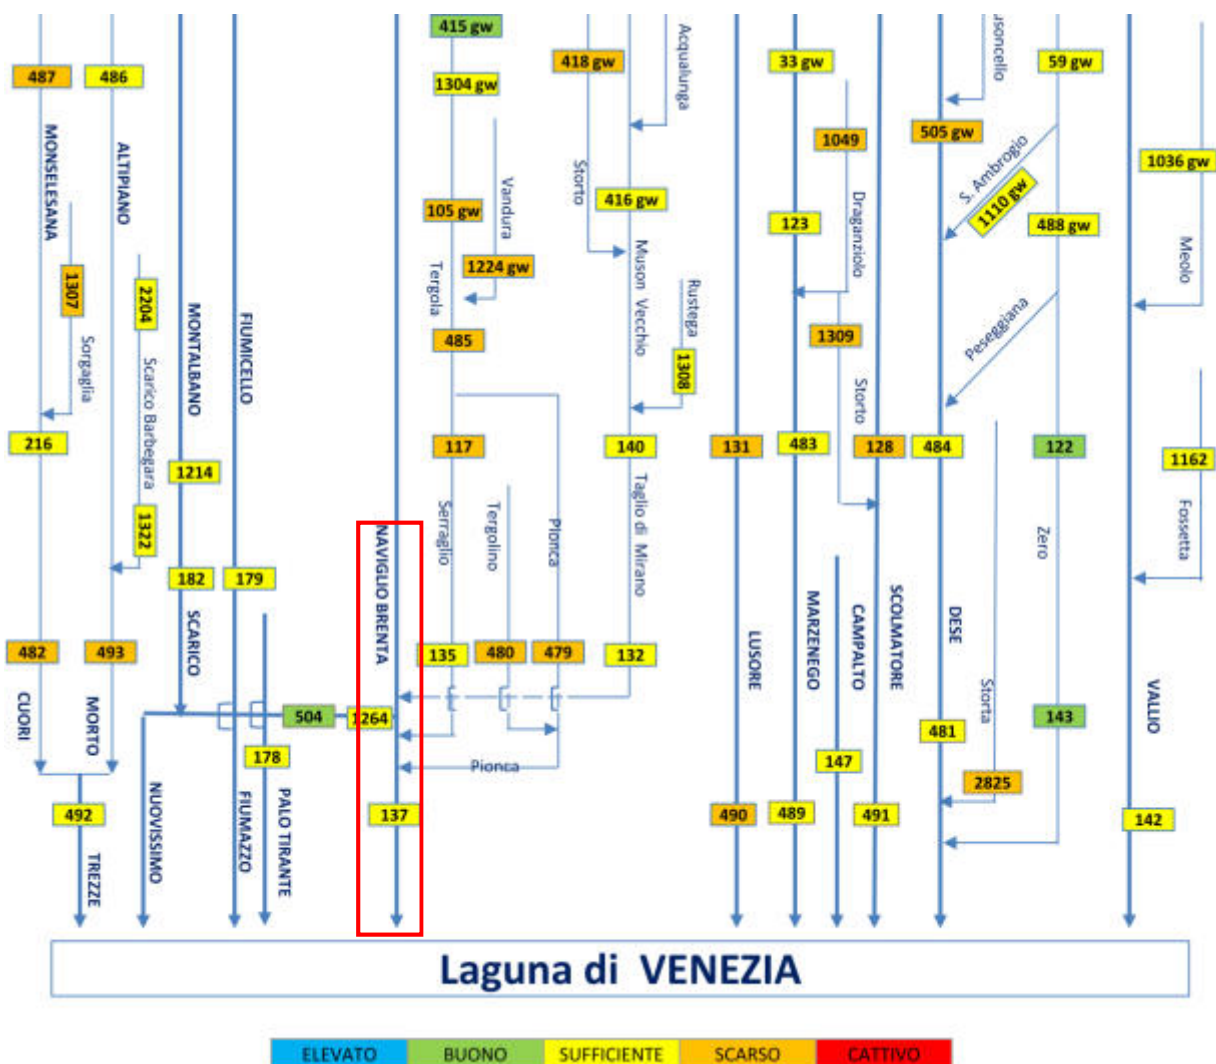 415 gw
Acqualunga
487
486
1304 gw
418 gw
33 gw
59 gw
1049
505 gw
1036 gw
MONSELESANA
ALTIPIANO
Vandura
Storto
S. Ambrogio
1110 gw
105 gw
416 gw
123
Draganziolo
488 gw
1307
2204
Tergola
1224 gw
Muson Vecchio
Rustega
Meolo
Sorgaglia
Scarico Barbegara
MONTALBANO
FIUMICELLO
485
1308
1309
Peseggiana
Storto
216
117
140
131
483
128
484
122
1162
1214
Serraglio
Tergolino
Pionca
Taglio di Mirano
Fossetta
1322
NAVIGLIO BRENTA
Zero
182
179
SCARICO
MARZENEGO
CAMPALTO
SCOLMATORE
DESE
LUSORE
482
493
135
480
479
132
Storta
VALLIO
CUORI
MORTO
504
1264
143
481
178
Pionca
147
2825
NUOVISSIMO
FIUMAZZO
PALO TIRANTE
492
137
490
489
491
142
TREZZE
Laguna di VENEZIA
ELEVATO
BUONO
SUFFICIENTE
SCARSO
CATTIVO